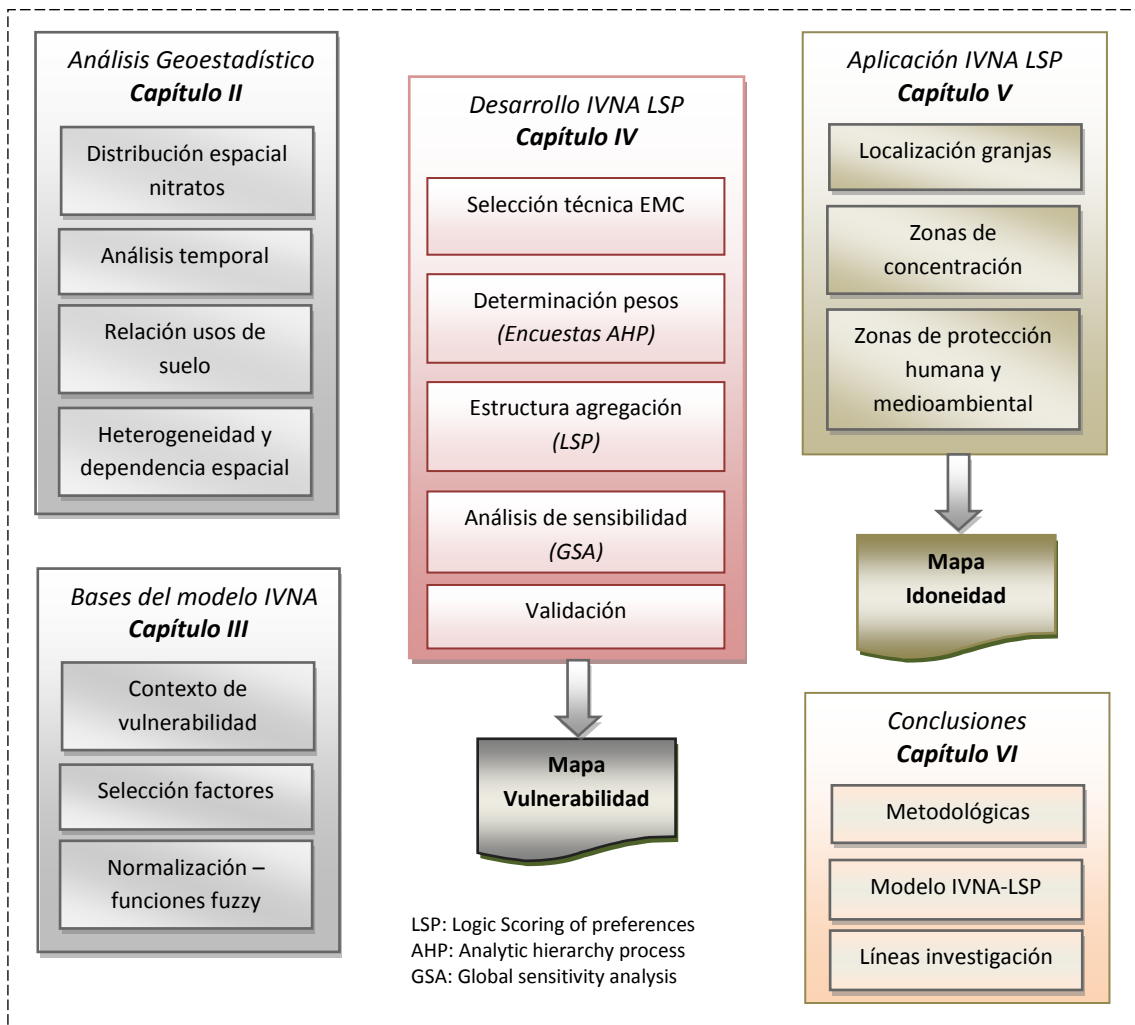 Análisis Geoestadístico
Capítulo II
Distribución espacial
nitratos
Análisis temporal
Relación usos de
suelo
Heterogeneidad y
dependencia espacial
Bases del modelo IVNA
Capítulo III
Contexto de
vulnerabilidad
Selección factores
Normalización –
funciones fuzzy
Desarrollo IVNA LSP
Capítulo IV
Selección técnica EMC
Determinación pesos
(Encuestas AHP)
Estructura agregación
(LSP)
Análisis de sensibilidad
(GSA)
Validación
Mapa
Vulnerabilidad
LSP: Logic Scoring of preferences
AHP: Analytic hierarchy process
GSA: Global sensitivity analysis
Aplicación IVNA LSP
Capítulo V
Localización granjas
Zonas de
concentración
Zonas de protección
humana y
medioambiental
Mapa
Idoneidad
Conclusiones
Capítulo VI
Metodológicas
Modelo IVNA-LSP
Líneas investigación